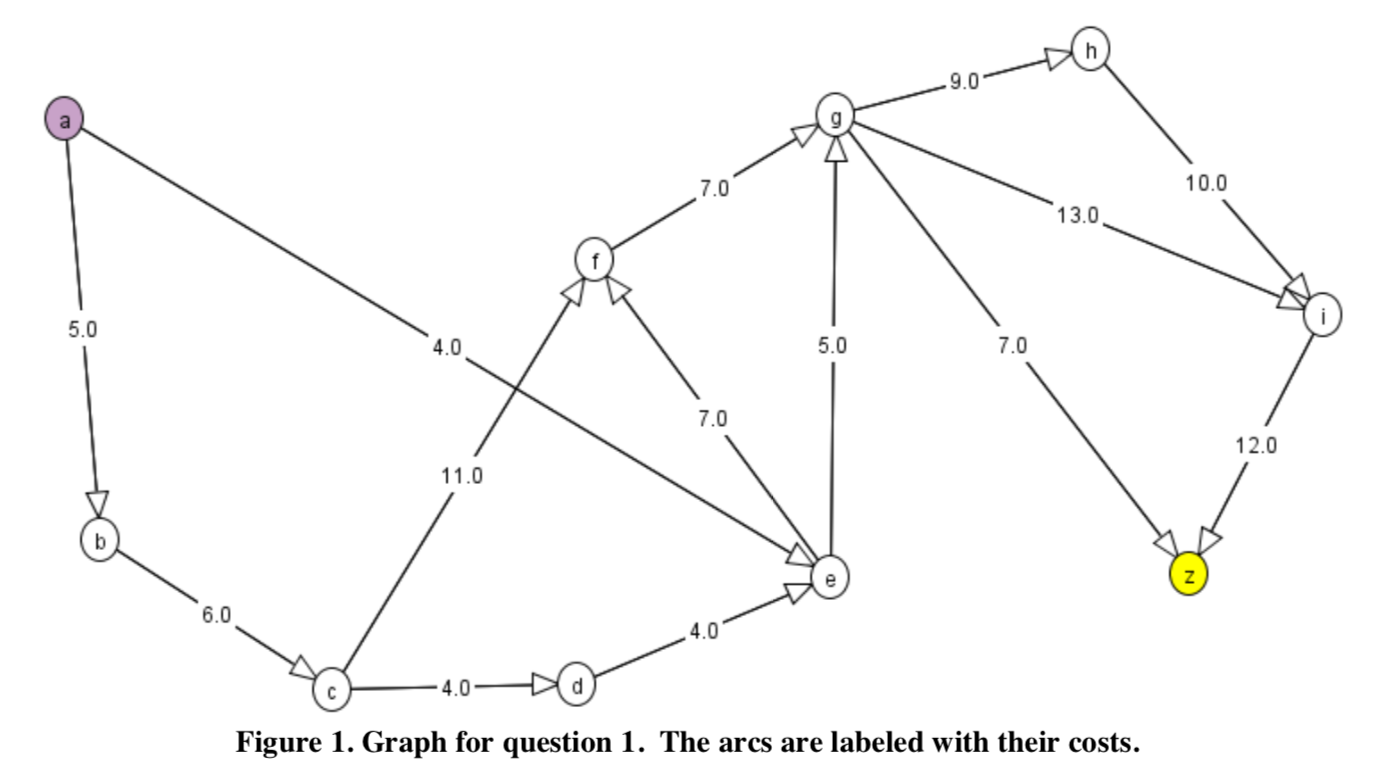 h
9.0
a
g
10.0
7.0
13.0
f
i
5.0
4.0
5.0
7.0
7.0
12.0
11.0
b
e
z
6.0
4.0
c
4.0
d
Figure 1. Graph for question 1. The arcs are labeled with their costs.